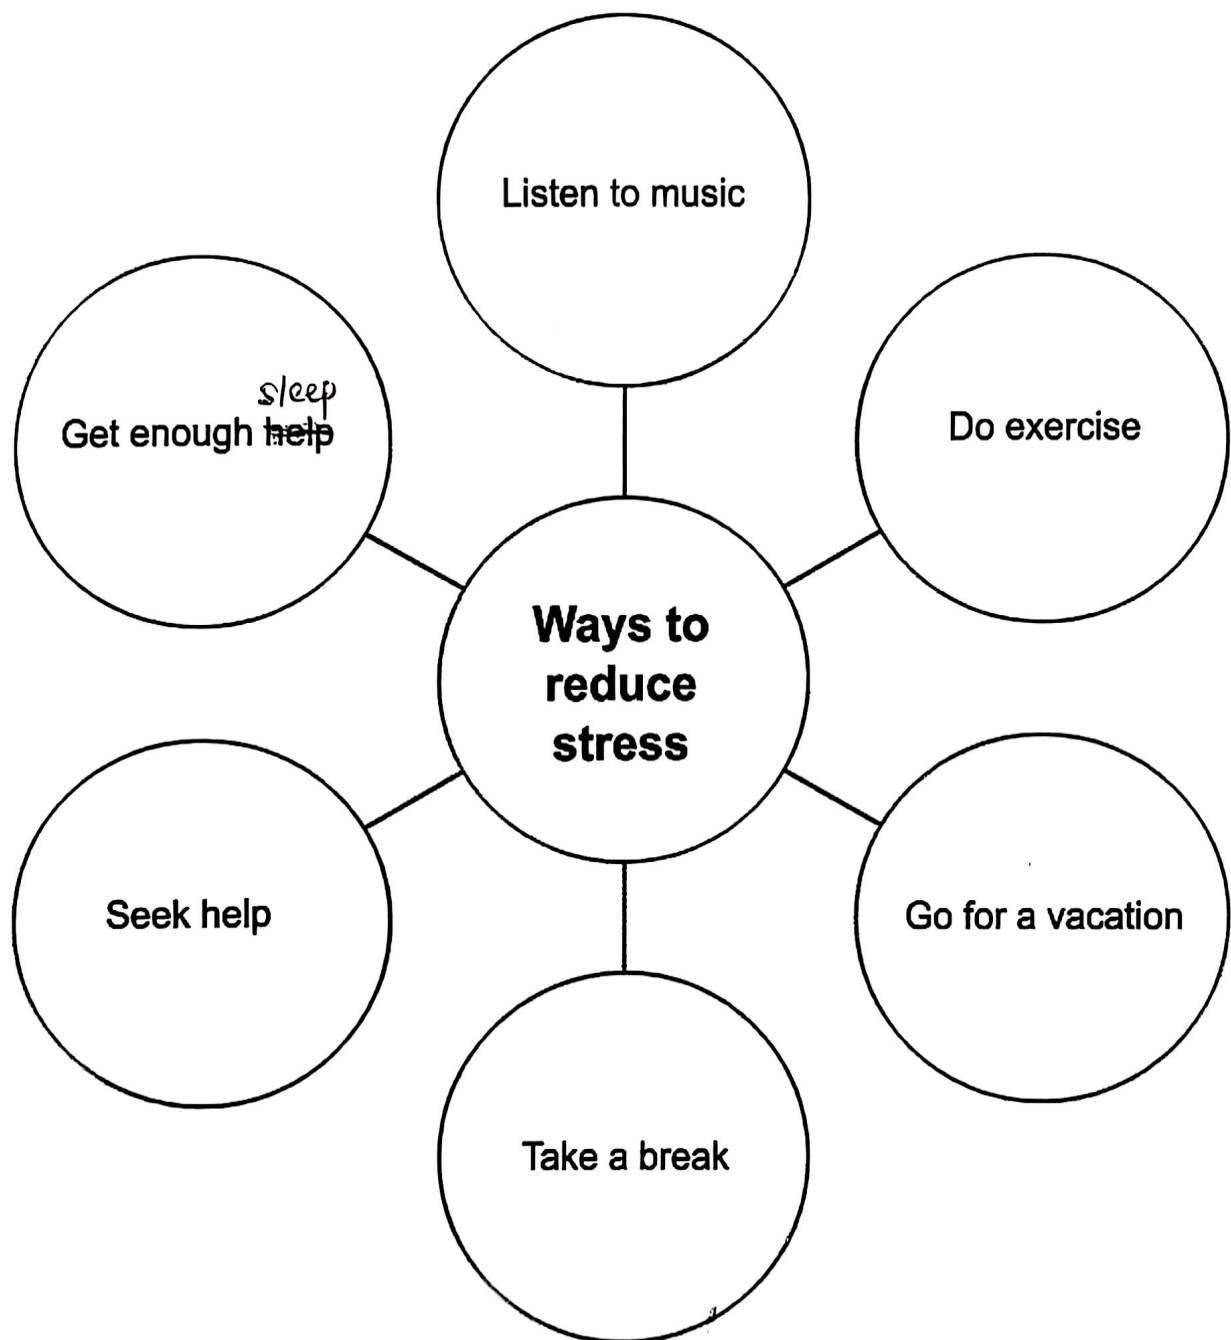 Listen to music
Do exercise
sleep
Get enough help
Ways to
reduce
stress
Seek help
Go for a vacation
Take a break